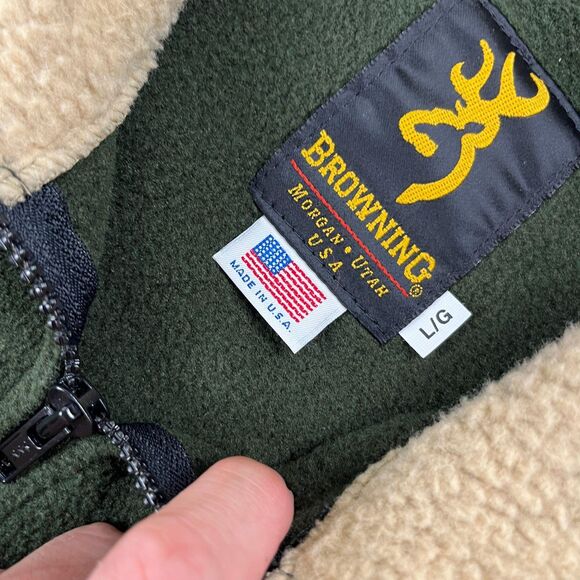 BROWNING®
MORGAN • UTAH
USA
MADE IN U.S.A.
L/G